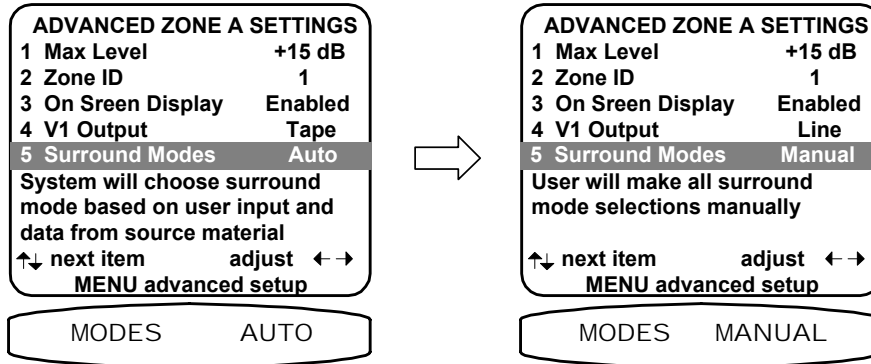 ADVANCED ZONE A SETTINGS
1 Max Level +15 dB
2 Zone ID 1
3 On Sreen Display Enabled
4 V1 Output Tape
5 Surround Modes Auto
System will choose surround
mode based on user input and
data from source material
↑↓ next item adjust ←→
MENU advanced setup
MODES AUTO
ADVANCED ZONE A SETTINGS
1 Max Level +15 dB
2 Zone ID 1
3 On Sreen Display Enabled
4 V1 Output Line
5 Surround Modes Manual
User will make all surround
mode selections manually
↑↓ next item adjust ←→
MENU advanced setup
MODES MANUAL